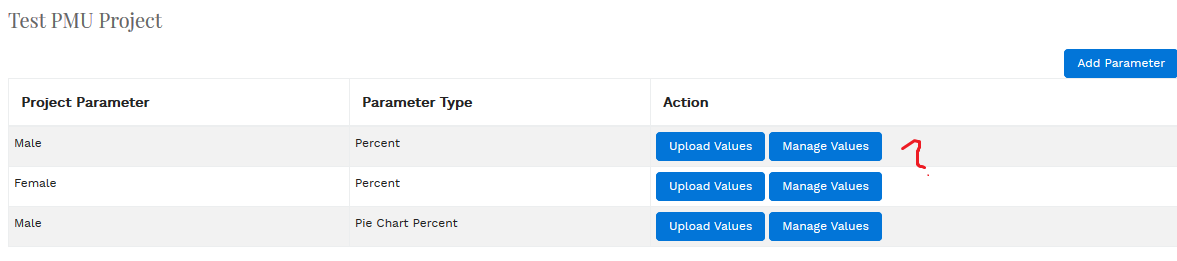 Test PMU Project
Add Parameter
Project Parameter Parameter Type Action
Male Percent Upload Values Manage Values ?
Female Percent Upload Values Manage Values
Male Pie Chart Percent Upload Values Manage Values